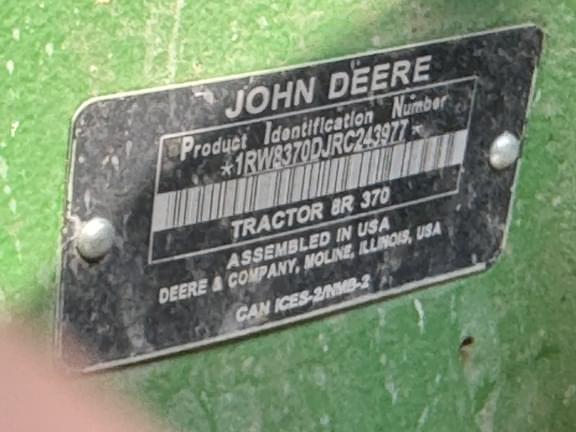 JOHN DEERE
Product Identification Number
*1RW8370DJRC243977*
TRACTOR 8R 370
ASSEMBLED IN USA
DEERE & COMPANY, MOLINE, ILLINOIS, USA
CAN ICES-2/NMB-2